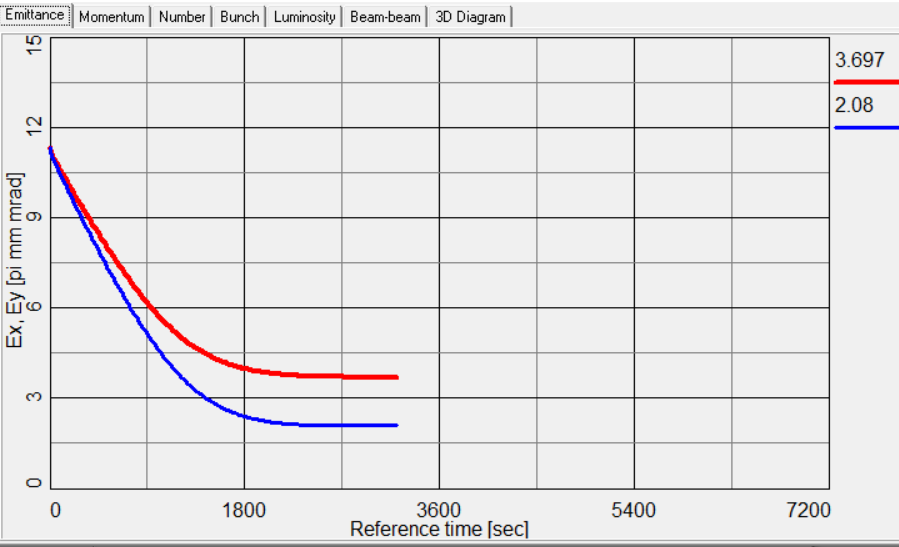 Emittance Momentum Number Bunch Luminosity Beam-beam 3D Diagram
15
12
9
6
3
0
Ex, Ey [pi mm mrad]
3.697
2.08
0 1800 3600 5400 7200
Reference time [sec]